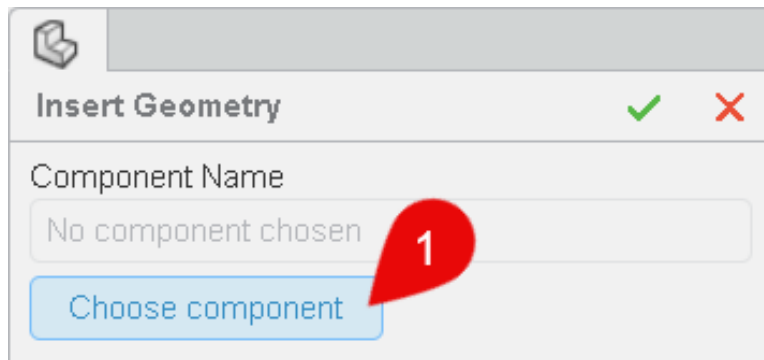 Insert Geometry
Component Name
No component chosen
1
Choose component